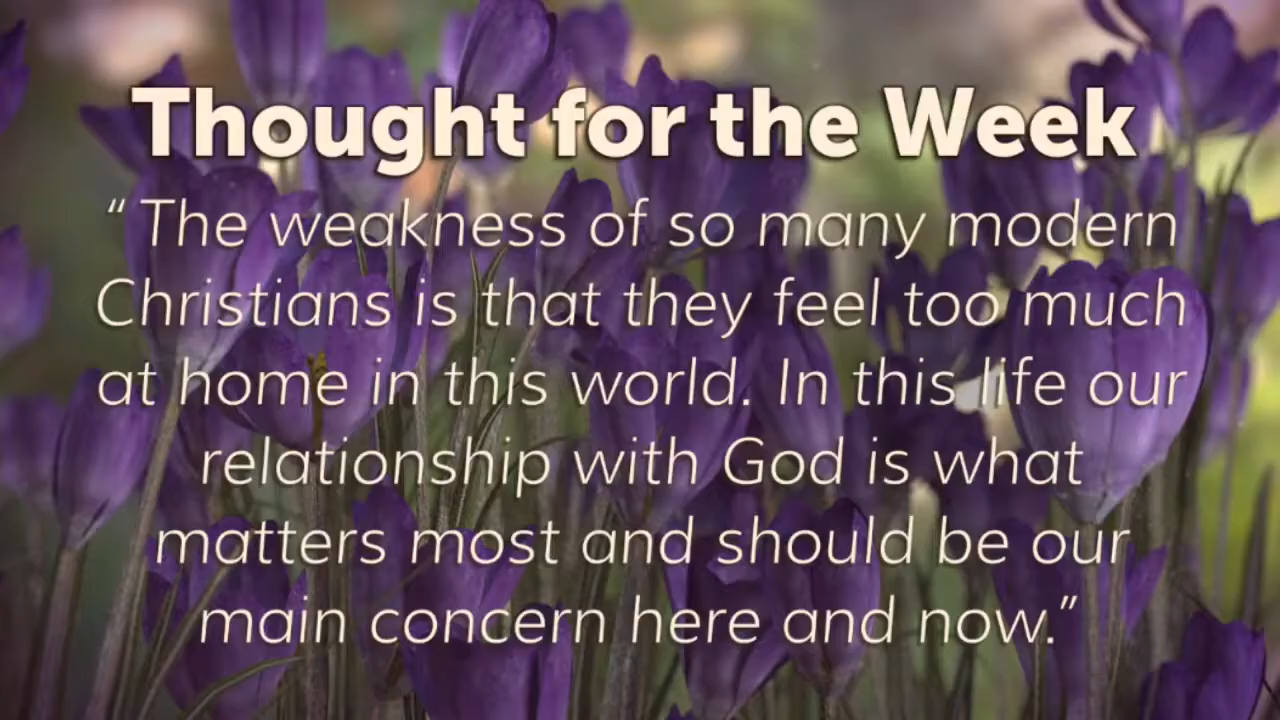 Thought for the Week
“ The weakness of so many modern
Christians is that they feel too much
at home in this world. In this life our
relationship with God is what
matters most and should be our
main concern here and now.”